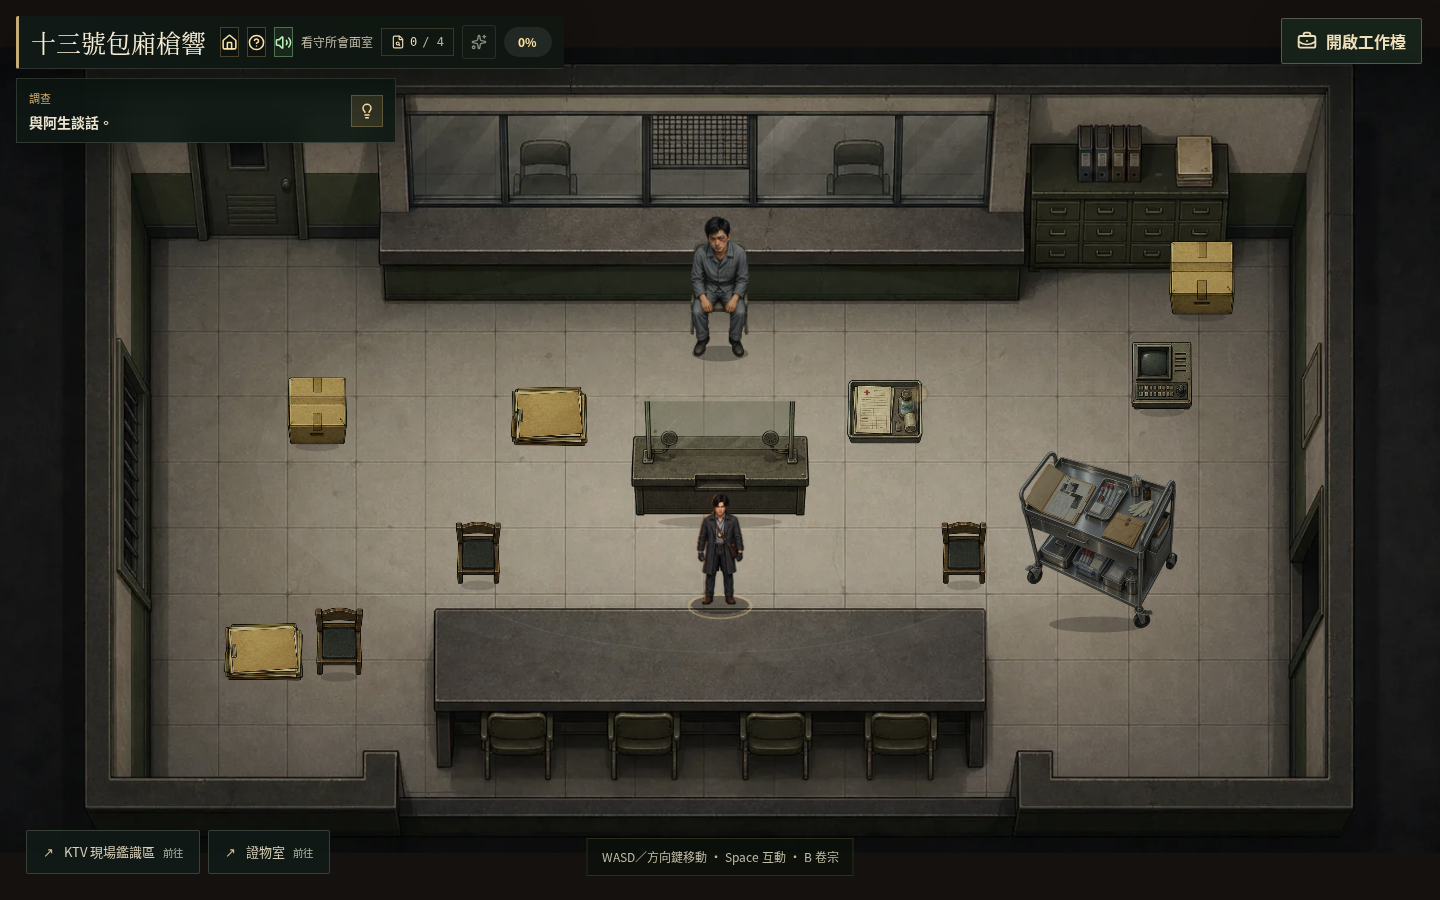 十三號包廂槍響
看守所會面室
0 / 4
0%
開啟工作檯
調查
與阿生談話。
↗ KTV 現場鑑識區 前往
↗ 證物室 前往
WASD／方向鍵移動 · Space 互動 · B 卷宗